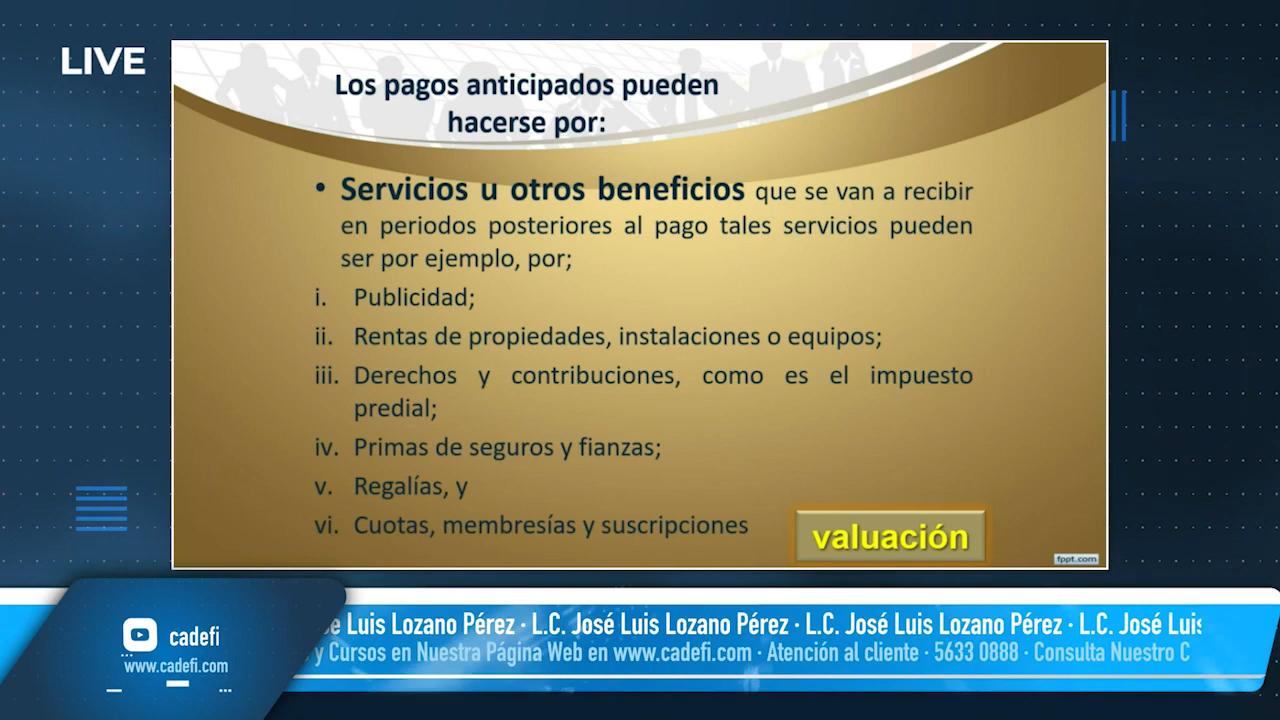 LIVE
Los pagos anticipados pueden
hacerse por:
• Servicios u otros beneficios que se van a recibir
en periodos posteriores al pago tales servicios pueden
ser por ejemplo, por;
i. Publicidad;
ii. Rentas de propiedades, instalaciones o equipos;
iii. Derechos y contribuciones, como es el impuesto
predial;
iv. Primas de seguros y fianzas;
v. Regalías, y
vi. Cuotas, membresías y suscripciones
valuación
fppt.com
cadefi
www.cadefi.com
Luis Lozano Pérez · L.C. José Luis Lozano Pérez · L.C. José Luis Lozano Pérez · L.C. José Luis
y Cursos en Nuestra Página Web en www.cadefi.com · Atención al cliente · 5633 0888 · Consulta Nuestro C